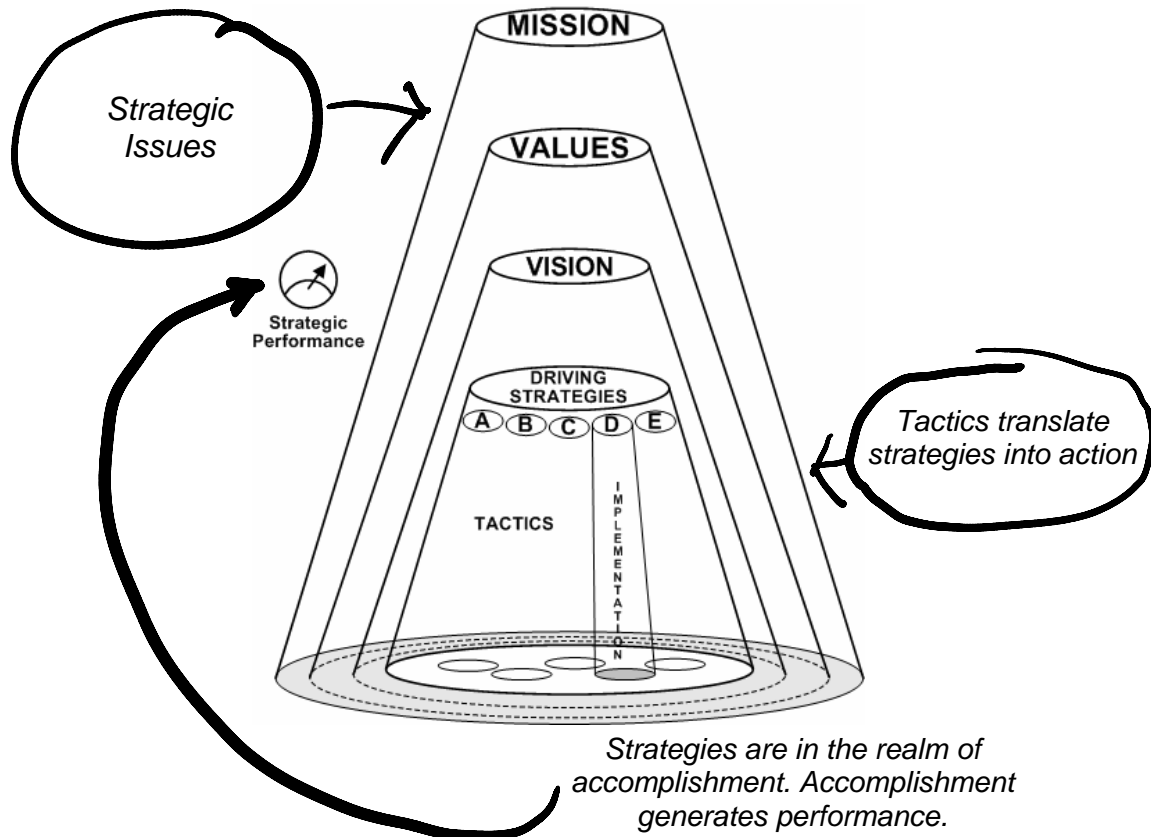 MISSION
Strategic
Issues
VALUES
VISION
Strategic
Performance
DRIVING
STRATEGIES
A B C D E
Tactics translate
strategies into action
TACTICS
IMPLEMENTATION
Strategies are in the realm of
accomplishment. Accomplishment
generates performance.